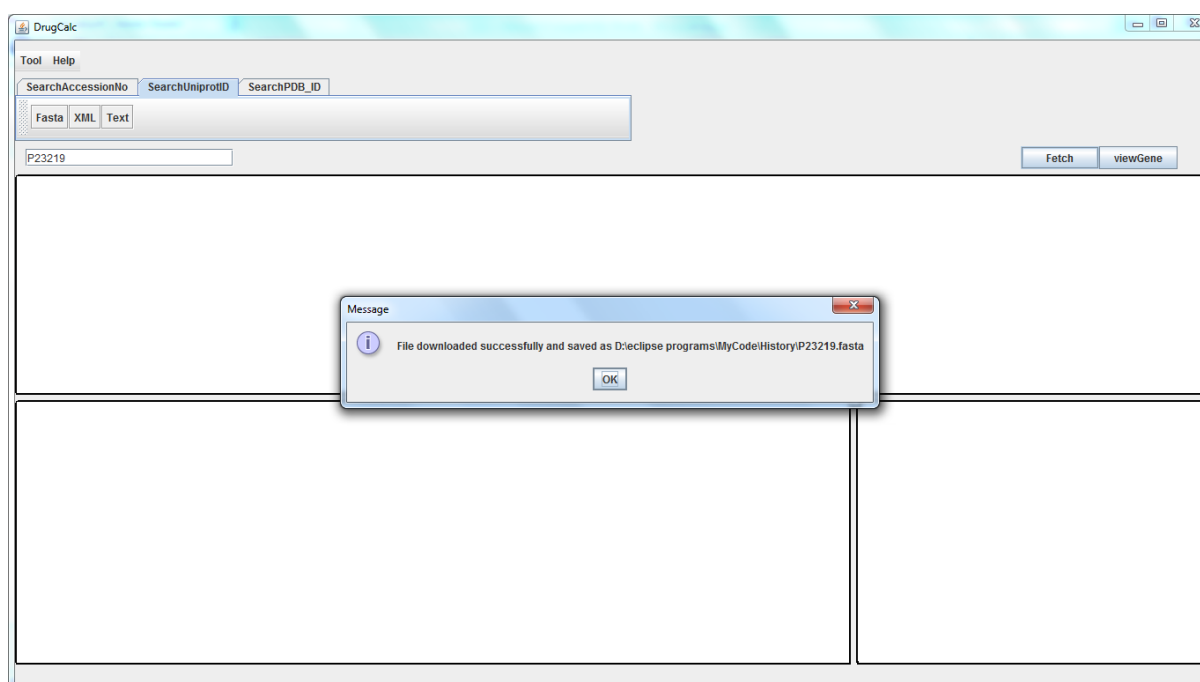 DrugCalc
Tool Help
SearchAccessionNo SearchUniprotID SearchPDB_ID
Fasta XML Text
P23219 Fetch viewGene
Message
i File downloaded successfully and saved as D:\eclipse programs\MyCode\History\P23219.fasta
OK